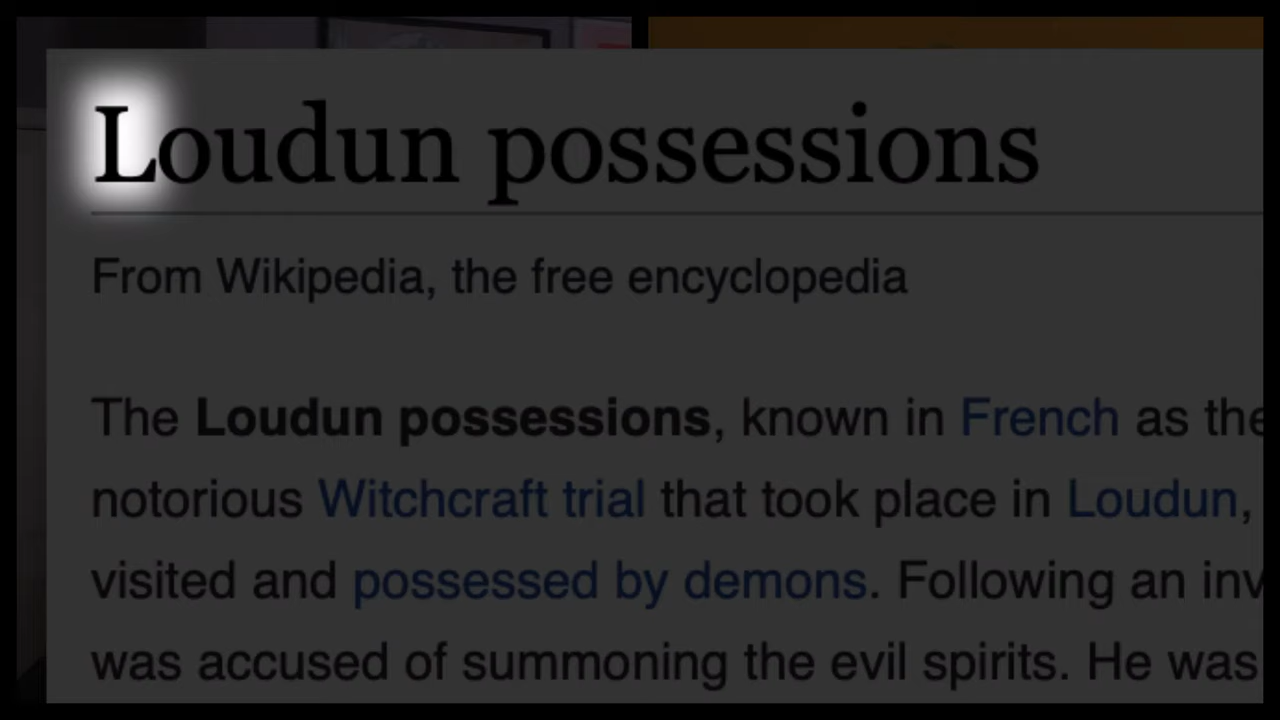 Loudun possessions
From Wikipedia, the free encyclopedia
The Loudun possessions, known in French as the
notorious Witchcraft trial that took place in Loudun,
visited and possessed by demons. Following an inv
was accused of summoning the evil spirits. He was